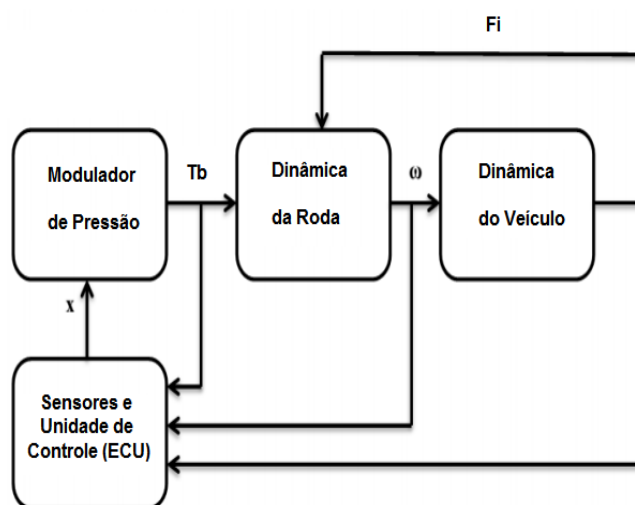 Fi
Modulador
de Pressão
Tb
Dinâmica
da Roda
ω
Dinâmica
do Veículo
x
Sensores e
Unidade de
Controle (ECU)